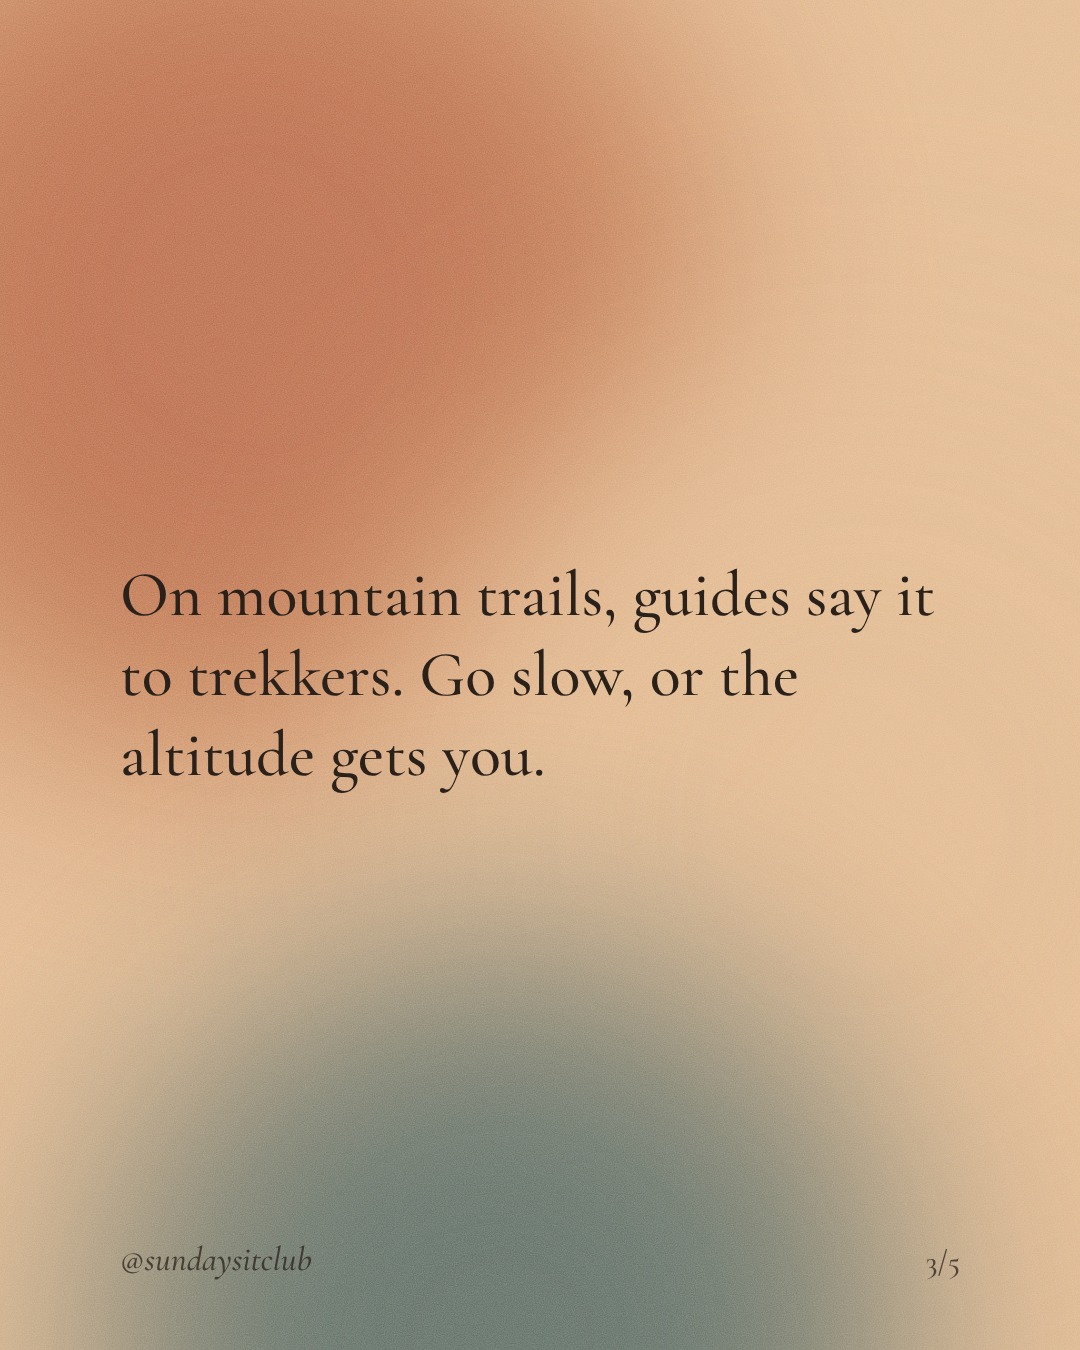 On mountain trails, guides say it
to trekkers. Go slow, or the
altitude gets you.
@sundaysitclub
3/5